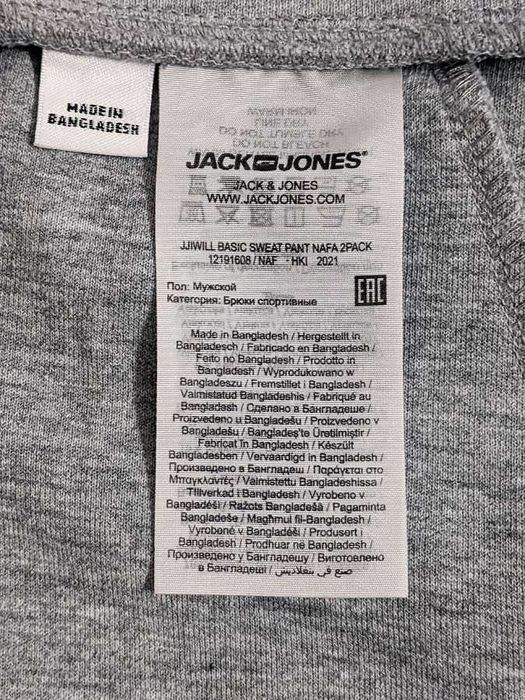 MADE IN
BANGLADESH
WARM IRON
LINE DRY
DO NOT TUMBLE DRY
DO NOT BLEACH
JACK JONES®
JACK & JONES
WWW.JACKJONES.COM
JJIWILL BASIC SWEAT PANT NAFA 2PACK
12191608 / NAF - HKI 2021
Пол: Мужской
Категория: Брюки спортивные
EAC
Made in Bangladesh / Hergestellt in
Bangladesch / Fabricado en Bangladesh /
Feito no Bangladesh / Prodotto in
Bangladesh / Wyprodukowano w
Bangladeszu / Fremstillet i Bangladesh /
Valmistatud Bangladeshis / Fabriqué au
Bangladesh / Сделано в Бангладеше /
Proizvedeno u Bangladešu / Proizvedeno v
Bangladešu / Bangladeş'te Üretilmiştir /
Fabricat în Bangladesh / Készült
Bangladesben / Vervaardigd in Bangladesh /
Произведено в Бангладеш / Παράγεται στο
Μπαγκλαντές / Valmistettu Bangladeshissa /
Tillverkad i Bangladesh / Vyrobeno v
Bangladéši / Ražots Bangladešā / Pagaminta
Bangladeše / Magħmul fil-Bangladesh /
Vyrobené v Bangladéši / Produsert i
Bangladesh / Prodhuar në Bangladesh /
Произведено у Бангладешу / Виготовлено
в Бангладеші / صنع في بنغلاديش